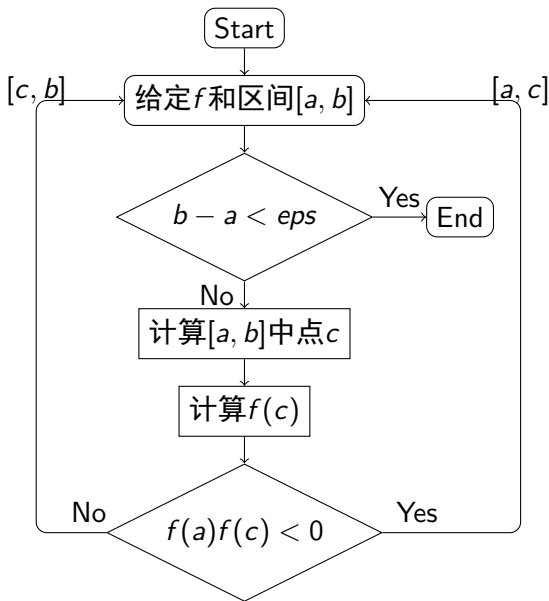 Start
[c, b]
给定f和区间[a, b]
[a, c]
b − a < eps
Yes
End
No
计算[a, b]中点c
计算f(c)
No
f(a)f(c) < 0
Yes